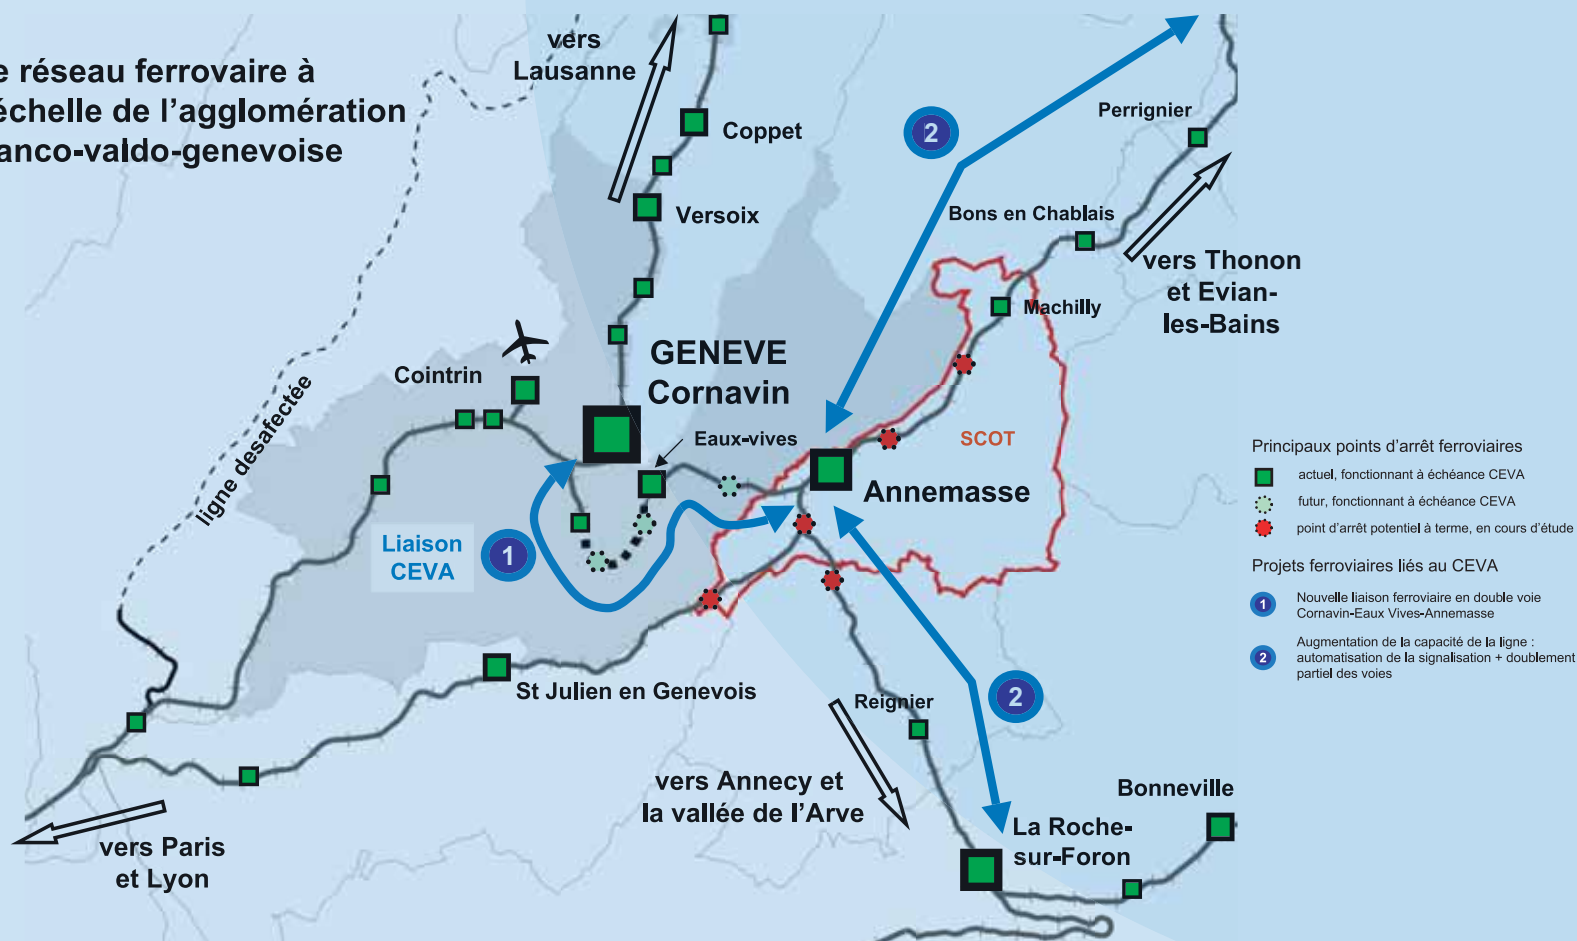 e réseau ferrovaire à
échelle de l'agglomération
anco-valdo-genevoise
vers
Lausanne
Coppet
Versoix
2
Perrignier
Bons en Chablais
vers Thonon
et Evian-
les-Bains
Machilly
GENEVE
Cornavin
Cointrin
Eaux-vives
SCOT
ligne desafectée
Annemasse
Liaison
CEVA
1
St Julien en Genevois
Reignier
2
vers Annecy et
la vallée de l'Arve
Bonneville
La Roche-
sur-Foron
vers Paris
et Lyon
Principaux points d'arrêt ferroviaires
actuel, fonctionnant à échéance CEVA
futur, fonctionnant à échéance CEVA
point d'arrêt potentiel à terme, en cours d'étude
Projets ferroviaires liés au CEVA
1
Nouvelle liaison ferroviaire en double voie
Cornavin-Eaux Vives-Annemasse
2
Augmentation de la capacité de la ligne :
automatisation de la signalisation + doublement
partiel des voies